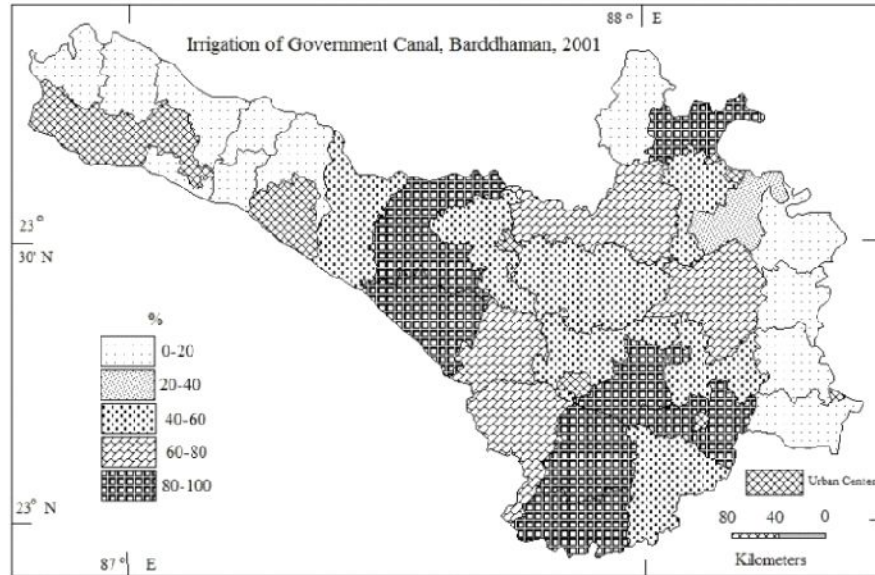 88° E
Irrigation of Government Canal, Barddhaman, 2001
23°
30' N
%
0-20
20-40
40-60
60-80
80-100
Urban Center
23° N
80 40 0
Kilometers
87° E
88° E